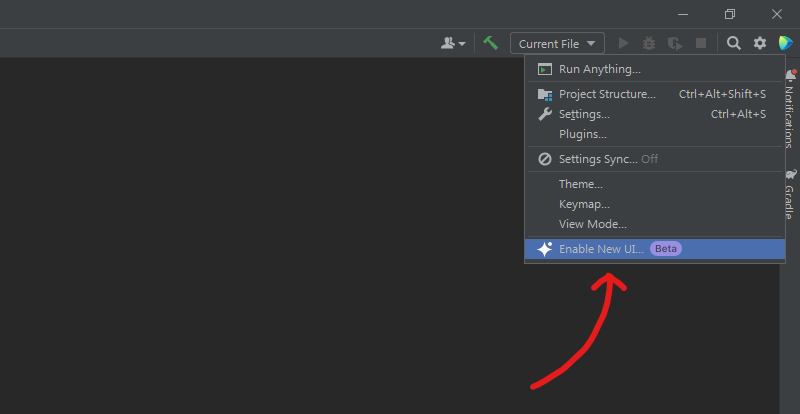 Current File
Run Anything...
Project Structure... Ctrl+Alt+Shift+S
Settings... Ctrl+Alt+S
Plugins...
Settings Sync... Off
Theme...
Keymap...
View Mode...
Enable New UI... Beta
Notifications
Gradle